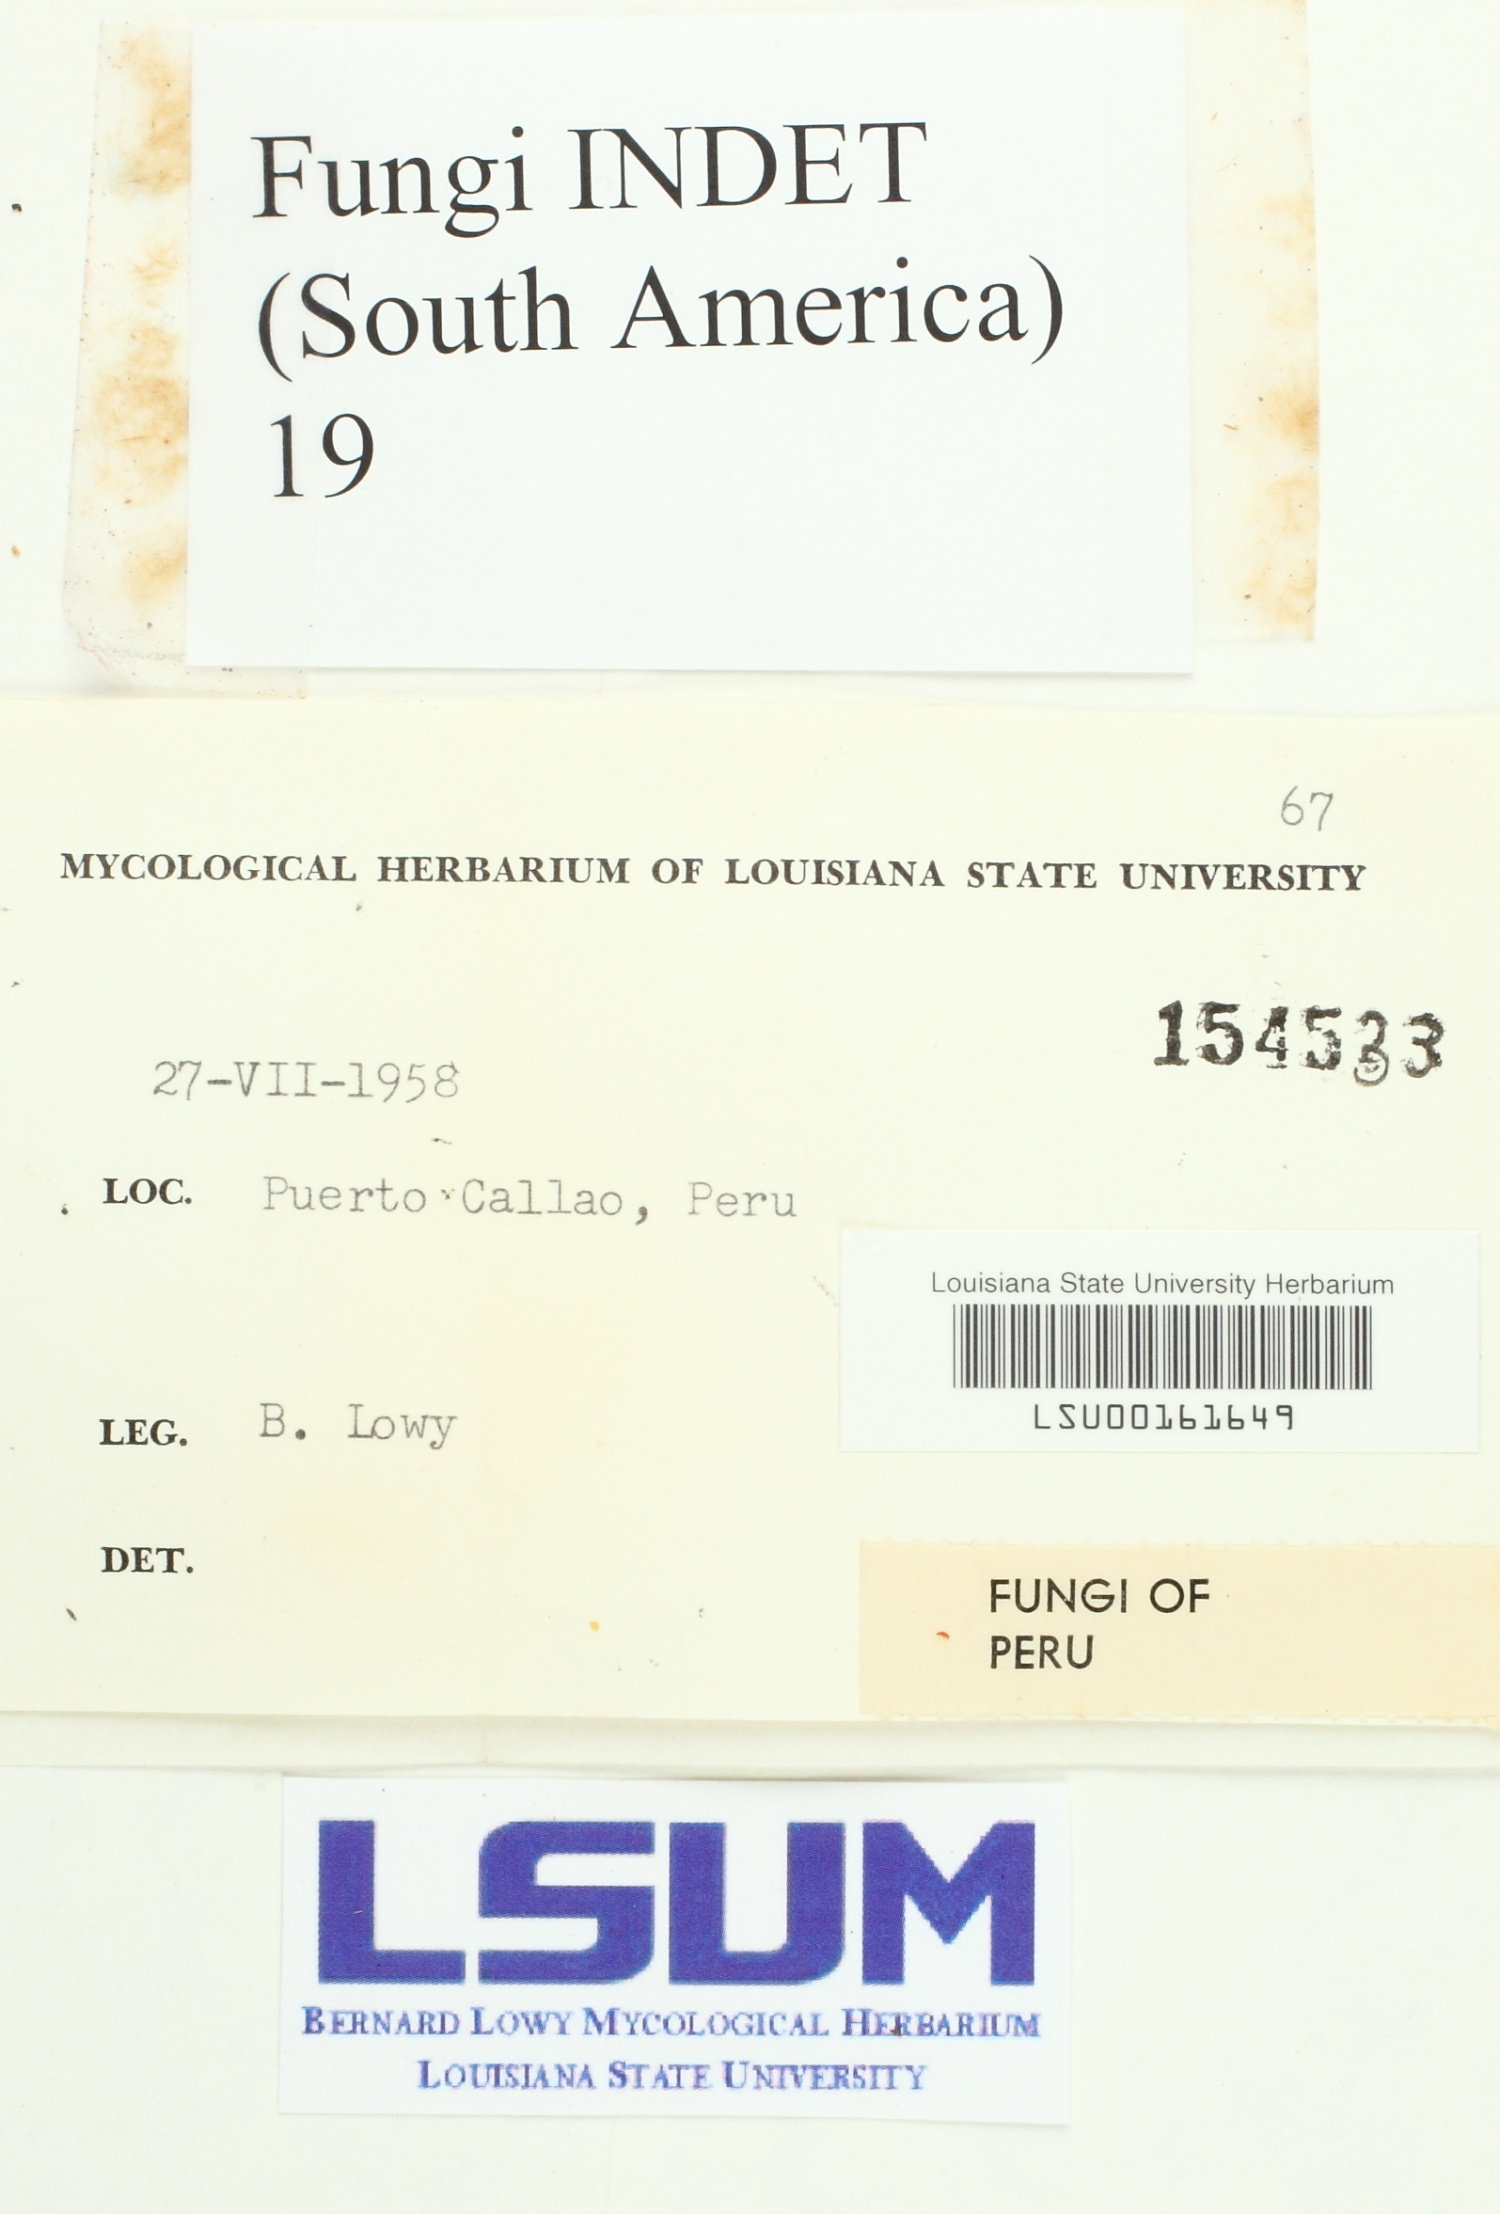 Fungi INDET
(South America)
19
67
MYCOLOGICAL HERBARIUM OF LOUISIANA STATE UNIVERSITY
154533
27-VII-1958
LOC. Puerto Callao, Peru
Louisiana State University Herbarium
LSU00161649
LEG. B. Lowy
DET.
FUNGI OF
PERU
LSUM
BERNARD LOWY MYCOLOGICAL HERBARIUM
LOUISIANA STATE UNIVERSITY